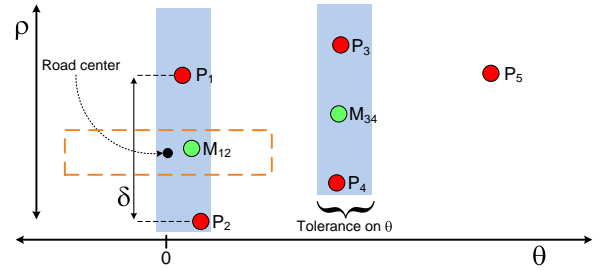 ρ
Road center
P1
P3
P5
M34
M12
P4
δ
P2
Tolerance on θ
0
θ